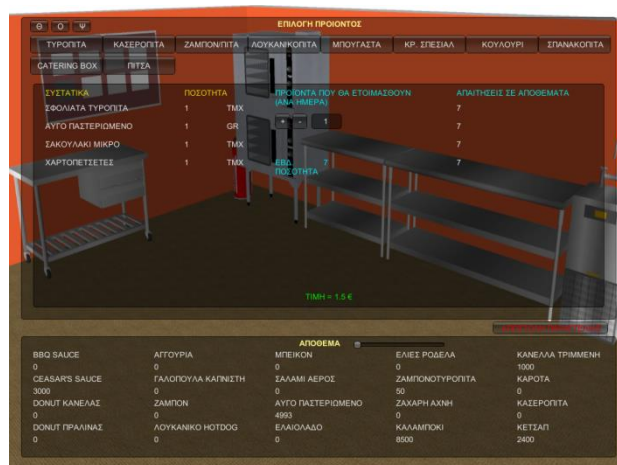 Θ Ο Ψ
ΕΠΙΛΟΓΗ ΠΡΟΙΟΝΤΟΣ
ΤΥΡΟΠΙΤΑ ΚΑΣΕΡΟΠΙΤΑ ΖΑΜΠΟΝ/ΠΙΤΑ ΛΟΥΚΑΝΙΚΟΠΙΤΑ ΜΠΟΥΓΑΣΤΑ ΚΡ. ΣΠΕΣΙΑΛ ΚΟΥΛΟΥΡΙ ΣΠΑΝΑΚΟΠΙΤΑ
CATERING BOX ΠΙΤΣΑ
ΣΥΣΤΑΤΙΚΑ ΠΟΣΟΤΗΤΑ ΠΡΟΪΟΝΤΑ ΠΟΥ ΘΑ ΕΤΟΙΜΑΣΘΟΥΝ ΑΠΑΙΤΗΣΕΙΣ ΣΕ ΑΠΟΘΕΜΑΤΑ
(ΑΝΑ ΗΜΕΡΑ)
ΣΦΟΛΙΑΤΑ ΤΥΡΟΠΙΤΑ 1 ΤΜΧ 7
+ - 1
ΑΥΓΟ ΠΑΣΤΕΡΙΩΜΕΝΟ 1 GR 7
ΣΑΚΟΥΛΑΚΙ ΜΙΚΡΟ 1 ΤΜΧ 7
ΧΑΡΤΟΠΕΤΣΕΤΕΣ 1 ΤΜΧ ΕΒΔ. 7 7
ΠΟΣΟΤΗΤΑ
ΤΙΜΗ = 1.5 €
ΑΠΟΘΕΜΑ
BBQ SAUCE ΑΓΓΟΥΡΙΑ ΜΠΕΙΚΟΝ ΕΛΙΕΣ ΡΟΔΕΛΑ ΚΑΝΕΛΛΑ ΤΡΙΜΜΕΝΗ
0 0 0 0 1000
CEASAR'S SAUCE ΓΑΛΟΠΟΥΛΑ ΚΑΠΝΙΣΤΗ ΣΑΛΑΜΙ ΑΕΡΟΣ ΖΑΜΠΟΝΟΤΥΡΟΠΙΤΑ ΚΑΡΟΤΑ
3000 0 0 50 0
DONUT ΚΑΝΕΛΑΣ ΖΑΜΠΟΝ ΑΥΓΟ ΠΑΣΤΕΡΙΩΜΕΝΟ ΖΑΧΑΡΗ ΑΧΝΗ ΚΑΣΕΡΟΠΙΤΑ
0 0 4993 0 0
DONUT ΠΡΑΛΙΝΑΣ ΛΟΥΚΑΝΙΚΟ HOTDOG ΕΛΑΙΟΛΑΔΟ ΚΑΛΑΜΠΟΚΙ ΚΕΤΣΑΠ
0 0 0 8500 2400